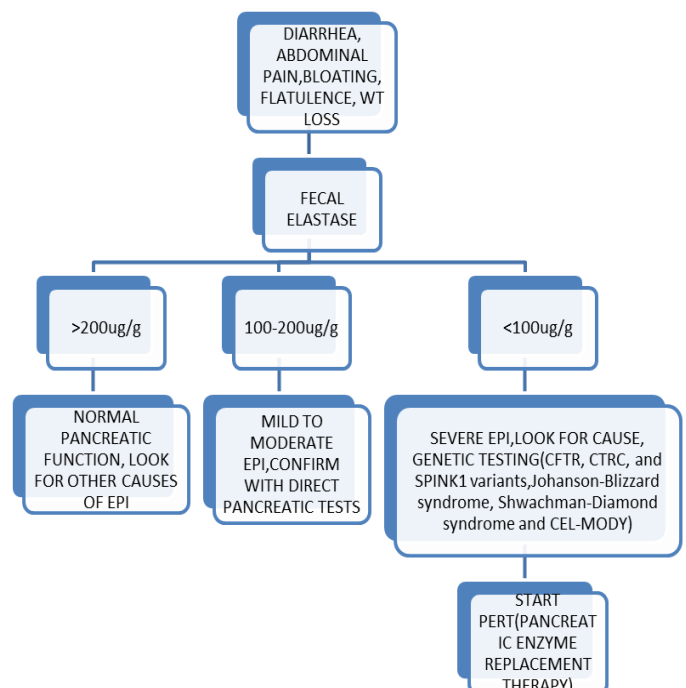 DIARRHEA,
ABDOMINAL
PAIN,BLOATING,
FLATULENCE, WT
LOSS
FECAL
ELASTASE
>200ug/g
100-200ug/g
<100ug/g
NORMAL
PANCREATIC
FUNCTION, LOOK
FOR OTHER CAUSES
OF EPI
MILD TO
MODERATE
EPI,CONFIRM
WITH DIRECT
PANCREATIC TESTS
SEVERE EPI,LOOK FOR CAUSE,
GENETIC TESTING(CFTR, CTRC, and
SPINK1 variants,Johanson-Blizzard
syndrome, Shwachman-Diamond
syndrome and CEL-MODY)
START
PERT(PANCREAT
IC ENZYME
REPLACEMENT
THERAPY)